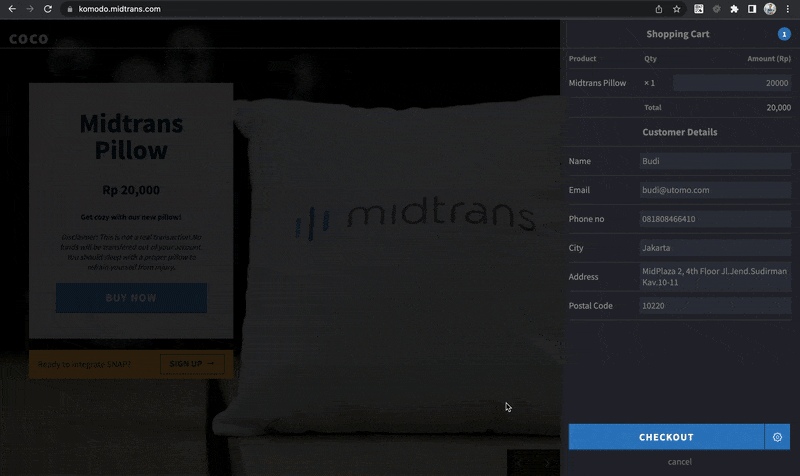 komodo.midtrans.com
COCO
Midtrans
Pillow
Rp 20,000
Get cozy with our new pillow!
Disclaimer: This is not a real transaction.No
funds will be transferred out of your account.
You should sleep with a proper pillow to
refrain yourself from injury.
BUY NOW
Ready to integrate SNAP?
SIGN UP →
midtrans
Shopping Cart
1
Product Qty Amount (Rp)
Midtrans Pillow × 1 20000
Total 20,000
Customer Details
Name Budi
Email budi@utomo.com
Phone no 081808466410
City Jakarta
Address MidPlaza 2, 4th Floor Jl.Jend.Sudirman
Kav.10-11
Postal Code 10220
CHECKOUT
cancel